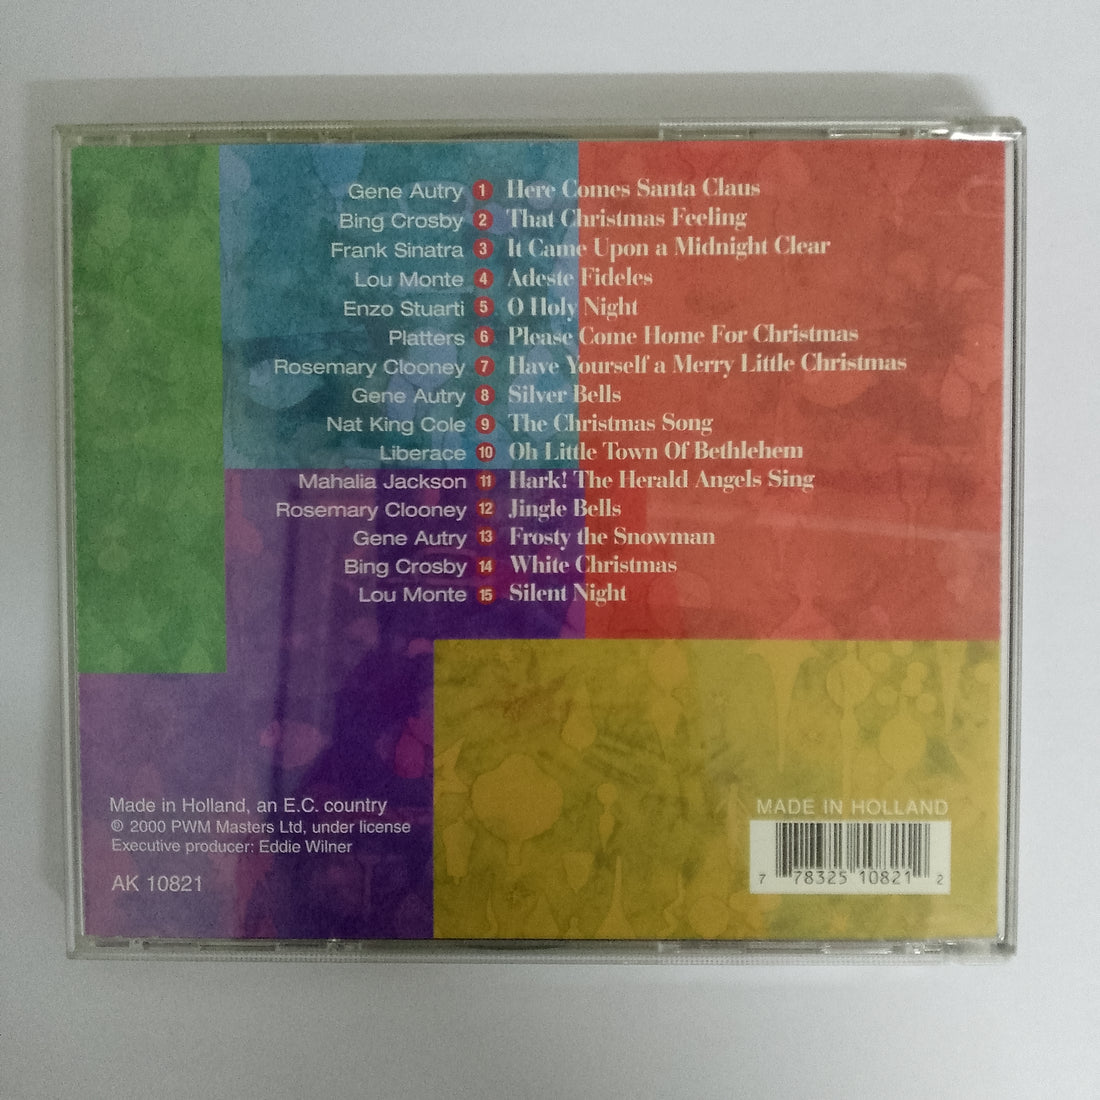 Gene Autry 1 Here Comes Santa Claus
Bing Crosby 2 That Christmas Feeling
Frank Sinatra 3 It Came Upon a Midnight Clear
Lou Monte 4 Adeste Fideles
Enzo Stuarti 5 O Holy Night
Platters 6 Please Come Home For Christmas
Rosemary Clooney 7 Have Yourself a Merry Little Christmas
Gene Autry 8 Silver Bells
Nat King Cole 9 The Christmas Song
Liberace 10 Oh Little Town Of Bethlehem
Mahalia Jackson 11 Hark! The Herald Angels Sing
Rosemary Clooney 12 Jingle Bells
Gene Autry 13 Frosty the Snowman
Bing Crosby 14 White Christmas
Lou Monte 15 Silent Night
Made in Holland, an E.C. country
℗ 2000 PWM Masters Ltd, under license
Executive producer: Eddie Wilner
AK 10821
MADE IN HOLLAND
7 78325 10821 2